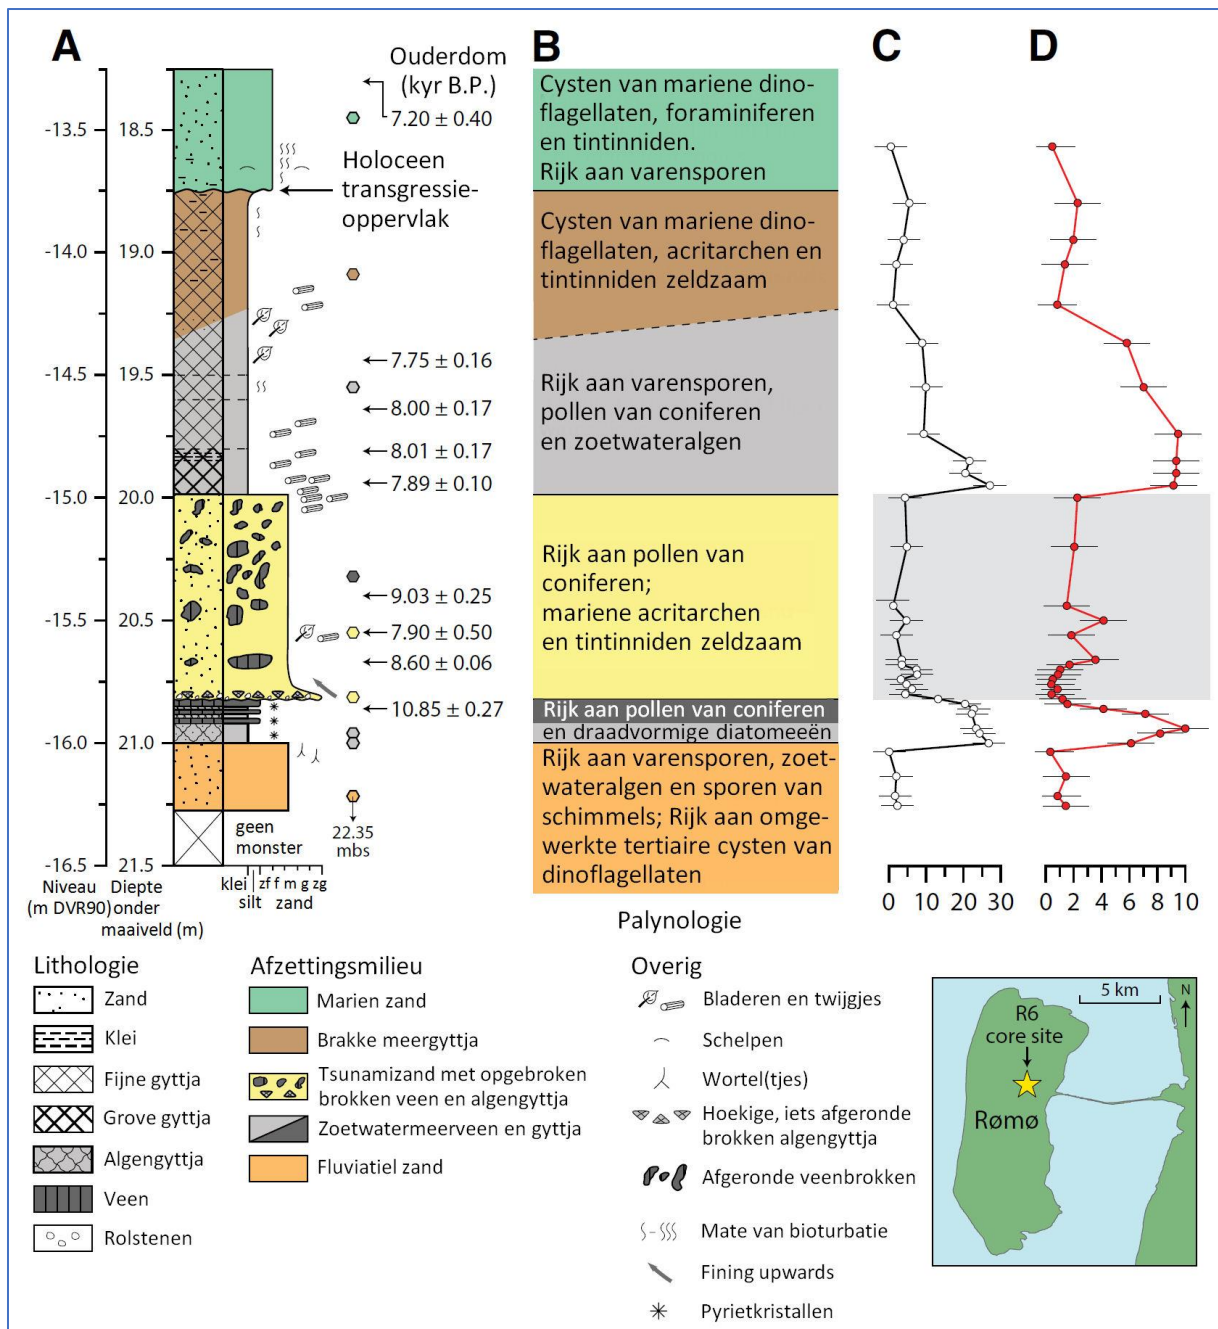 A
B
C
D
Ouderdom
(kyr B.P.)
7.20 ± 0.40
Holoceen
transgressie-
oppervlak
7.75 ± 0.16
8.00 ± 0.17
8.01 ± 0.17
7.89 ± 0.10
9.03 ± 0.25
7.90 ± 0.50
8.60 ± 0.06
10.85 ± 0.27
22.35
mbs
geen
monster
-13.5
-14.0
-14.5
-15.0
-15.5
-16.0
-16.5
18.5
19.0
19.5
20.0
20.5
21.0
21.5
Niveau
(m DVR90)
Diepte
onder
maaiveld (m)
klei
silt
zf f m g zg
zand
Cysten van mariene dino-
flagellaten, foraminiferen
en tintinniden.
Rijk aan varensporen
Cysten van mariene dino-
flagellaten, acritarchen en
tintinniden zeldzaam
Rijk aan varensporen,
pollen van coniferen
en zoetwateralgen
Rijk aan pollen van
coniferen;
mariene acritarchen
en tintinniden zeldzaam
Rijk aan pollen van coniferen
en draadvormige diatomeeën
Rijk aan varensporen, zoet-
wateralgen en sporen van
schimmels; Rijk aan omge-
werkte tertiaire cysten van
dinoflagellaten
Palynologie
0 10 20 30
0 2 4 6 8 10
Lithologie
Zand
Klei
Fijne gyttja
Grove gyttja
Algengyttja
Veen
Rolstenen
Afzettingsmilieu
Marien zand
Brakke meergyttja
Tsunamizand met opgebroken
brokken veen en algengyttja
Zoetwatermeerveen en gyttja
Fluviatiel zand
Overig
Bladeren en twijgjes
Schelpen
Wortel(tjes)
Hoekige, iets afgeronde
brokken algengyttja
Afgeronde veenbrokken
Mate van bioturbatie
Fining upwards
Pyrietkristallen
5 km
N
R6
core site
Rømø